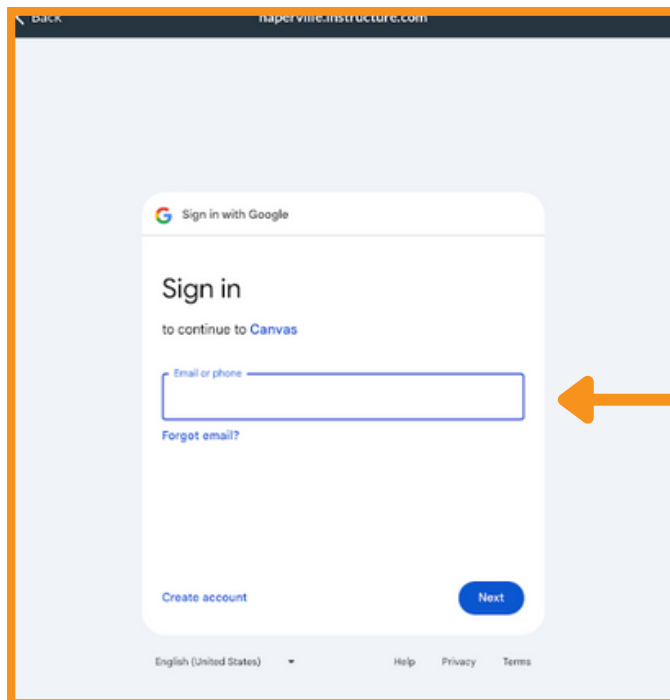 Back naperville.instructure.com
Sign in with Google
Sign in
to continue to Canvas
Email or phone
Forgot email?
Create account Next
English (United States) Help Privacy Terms